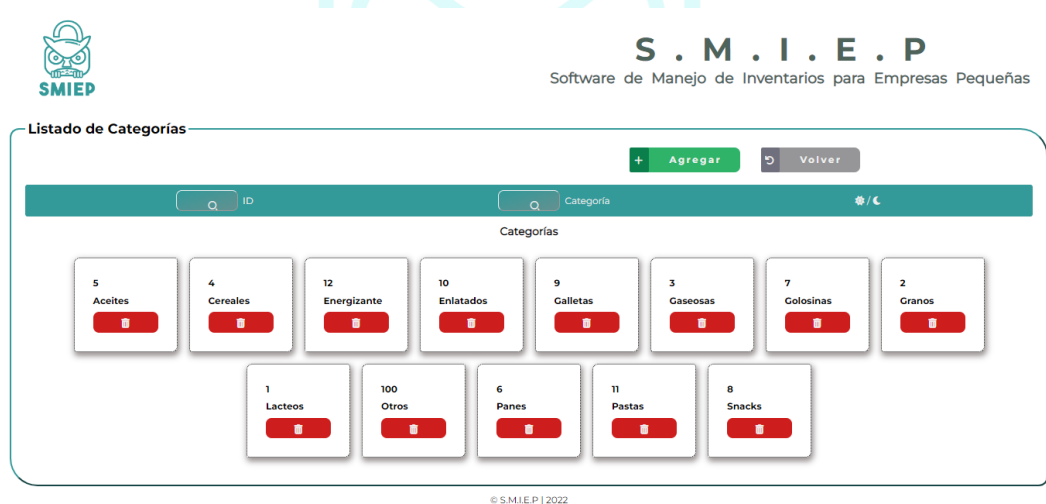 SMIEP
S . M . I . E . P
Software de Manejo de Inventarios para Empresas Pequeñas
Listado de Categorías
+ Agregar
Volver
ID
Categoría
/
Categorías
5
Aceites
4
Cereales
12
Energizante
10
Enlatados
9
Galletas
3
Gaseosas
7
Golosinas
2
Granos
1
Lacteos
100
Otros
6
Panes
11
Pastas
8
Snacks
© S.M.I.E.P | 2022